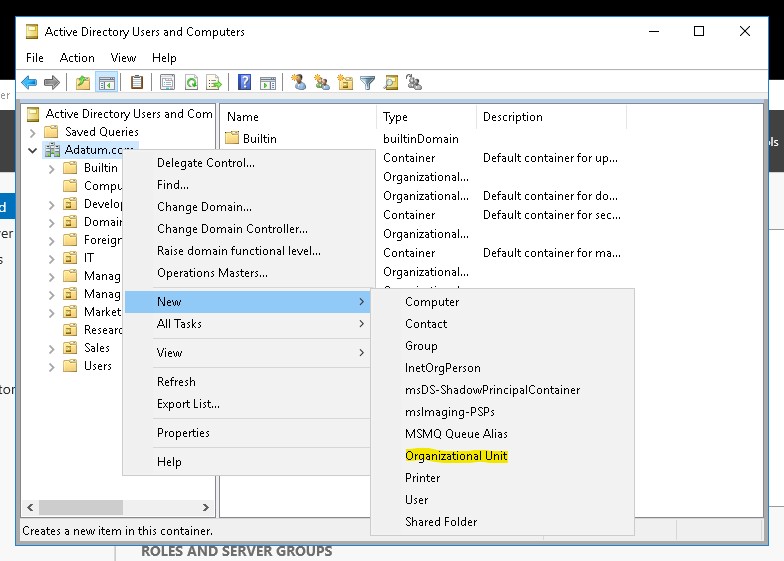 Active Directory Users and Computers
File Action View Help
Active Directory Users and Com
Saved Queries
Adatum.com
Builtin
Compu
Develop
Domain
Foreign
IT
Manag
Manag
Market
Researc
Sales
Users
Name Type Description
Builtin builtinDomain
Container Default container for up...
Organizational...
Organizational... Default container for do...
Container Default container for sec...
Organizational...
Container Default container for ma...
Organizational...
Delegate Control...
Find...
Change Domain...
Change Domain Controller...
Raise domain functional level...
Operations Masters...
New
All Tasks
View
Refresh
Export List...
Properties
Help
Computer
Contact
Group
InetOrgPerson
msDS-ShadowPrincipalContainer
msImaging-PSPs
MSMQ Queue Alias
Organizational Unit
Printer
User
Shared Folder
Creates a new item in this container.
ROLES AND SERVER GROUPS